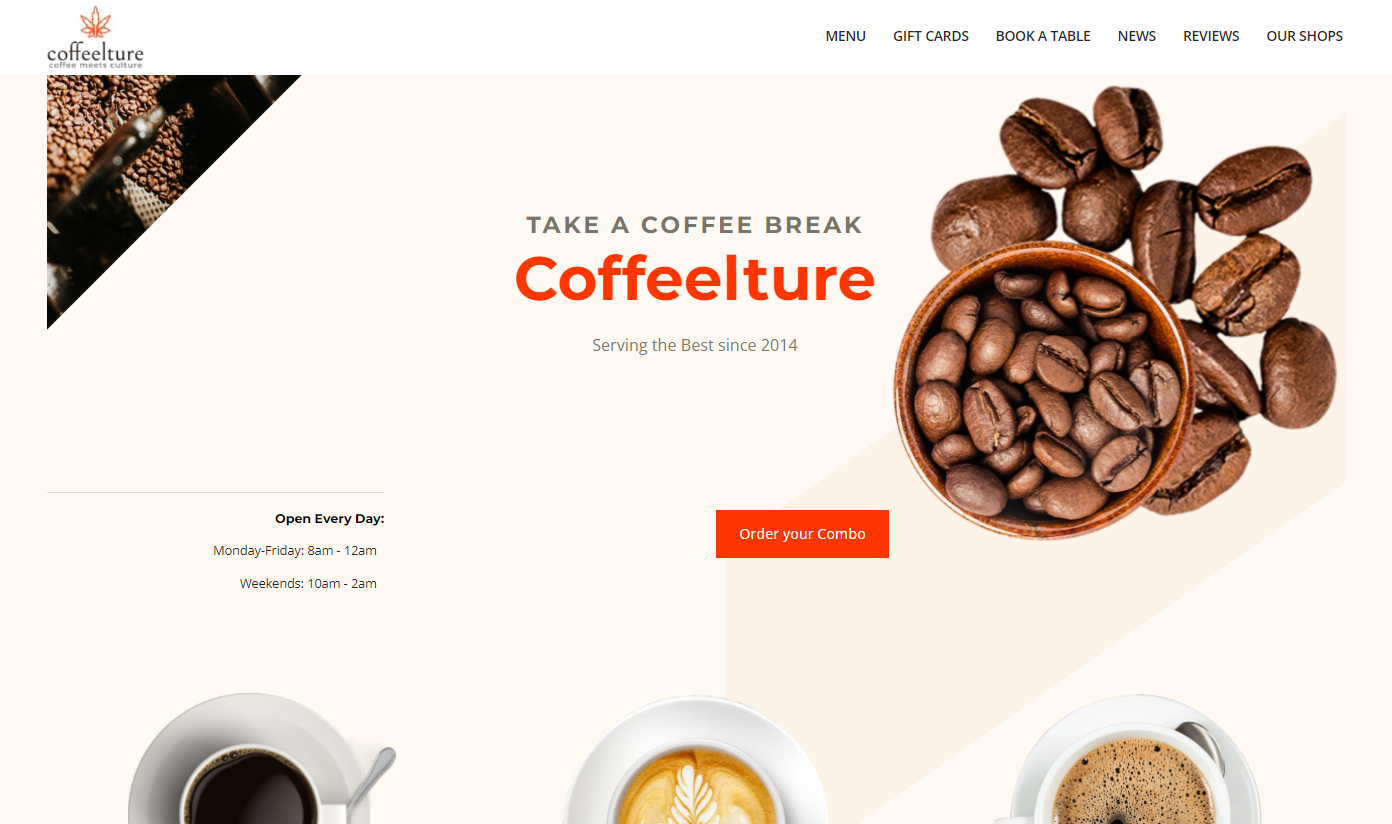 coffeelture
coffee meets culture
MENU
GIFT CARDS
BOOK A TABLE
NEWS
REVIEWS
OUR SHOPS
TAKE A COFFEE BREAK
Coffeelture
Serving the Best since 2014
Open Every Day:
Monday-Friday: 8am - 12am
Weekends: 10am - 2am
Order your Combo